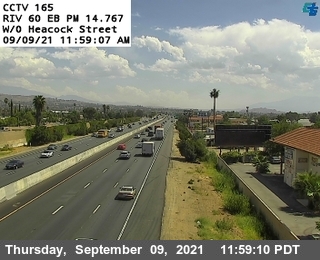 CCTV 165
RIV 60 EB PM 14.767
W/O Heacock Street
09/09/21 11:59:07 AM
Thursday, September 09, 2021 11:59:10 PDT